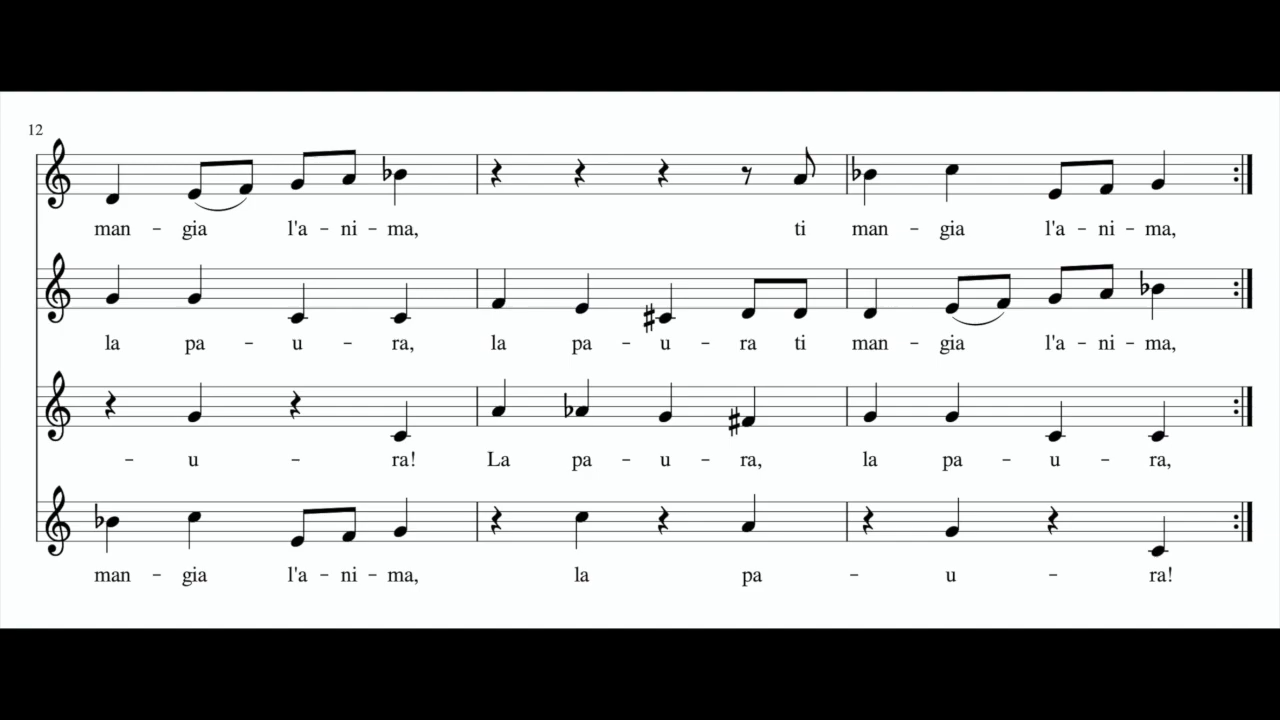 12
man - gia l'a - ni - ma, ti man - gia l'a - ni - ma,
la pa - u - ra, la pa - u - ra ti man - gia l'a - ni - ma,
- u - ra! La pa - u - ra, la pa - u - ra,
man - gia l'a - ni - ma, la pa - u - ra!